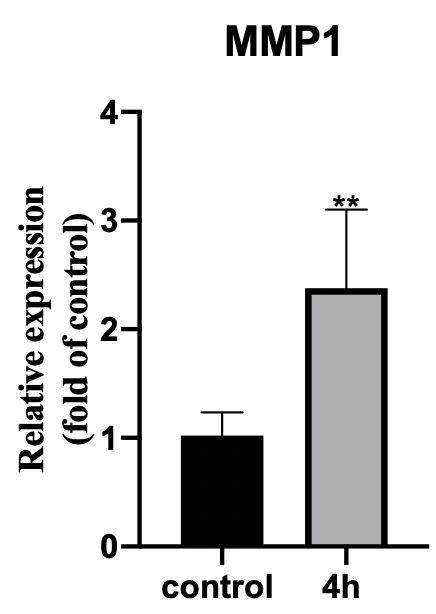 MMP1
Relative expression
(fold of control)
4
3
2
1
0
**
control 4h